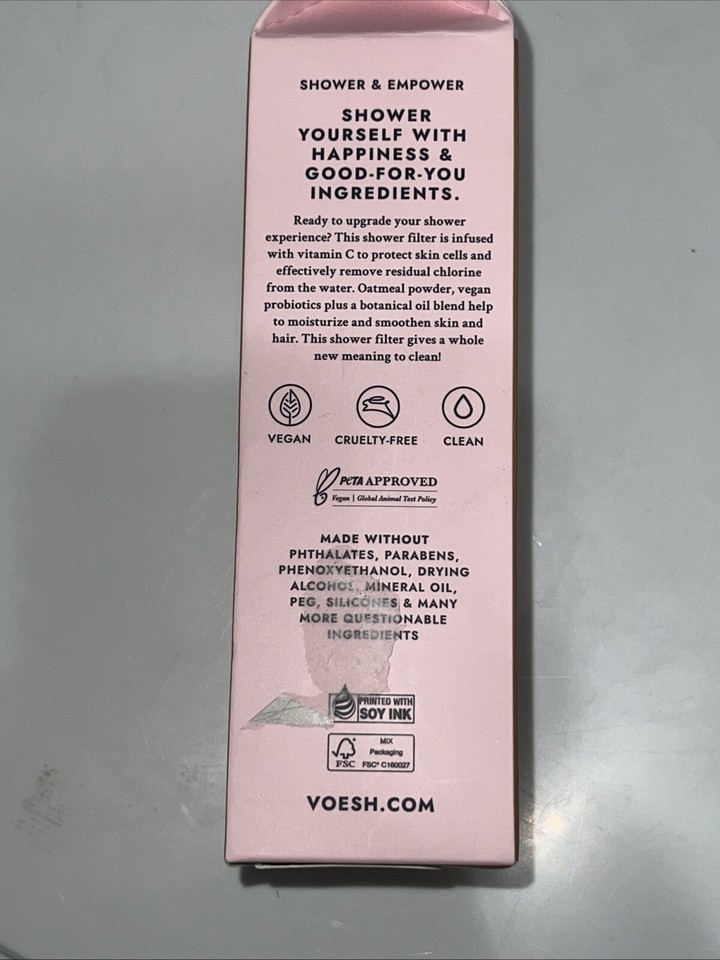 SHOWER & EMPOWER
SHOWER
YOURSELF WITH
HAPPINESS &
GOOD-FOR-YOU
INGREDIENTS.
Ready to upgrade your shower
experience? This shower filter is infused
with vitamin C to protect skin cells and
effectively remove residual chlorine
from the water. Oatmeal powder, vegan
probiotics plus a botanical oil blend help
to moisturize and smoothen skin and
hair. This shower filter gives a whole
new meaning to clean!
VEGAN CRUELTY-FREE CLEAN
PETA APPROVED
Vegan | Global Animal Test Policy
MADE WITHOUT
PHTHALATES, PARABENS,
PHENOXYETHANOL, DRYING
ALCOHOL, MINERAL OIL,
PEG, SILICONES & MANY
MORE QUESTIONABLE
INGREDIENTS
PRINTED WITH
SOY INK
MIX
Packaging
FSC FSC® C160027
VOESH.COM